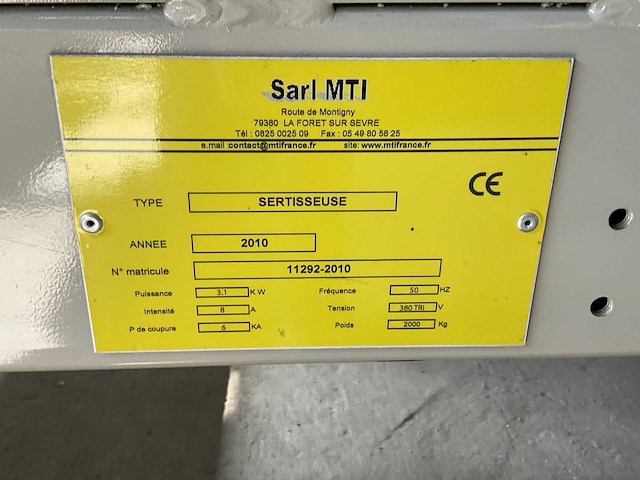 Sarl MTI
Route de Montigny
79380 LA FORET SUR SEVRE
Tél : 0825 0025 09 Fax : 05 49 80 58 25
e.mail :contact@mtifrance.fr site: www.mtifrance.fr
CE
TYPE SERTISSEUSE
ANNEE 2010
N° matricule 11292-2010
Puissance 3.1 KW Fréquence 50 HZ
Intensité 8 A Tension 380 TRI V
P de coupure 6 KA Poids 2000 Kg